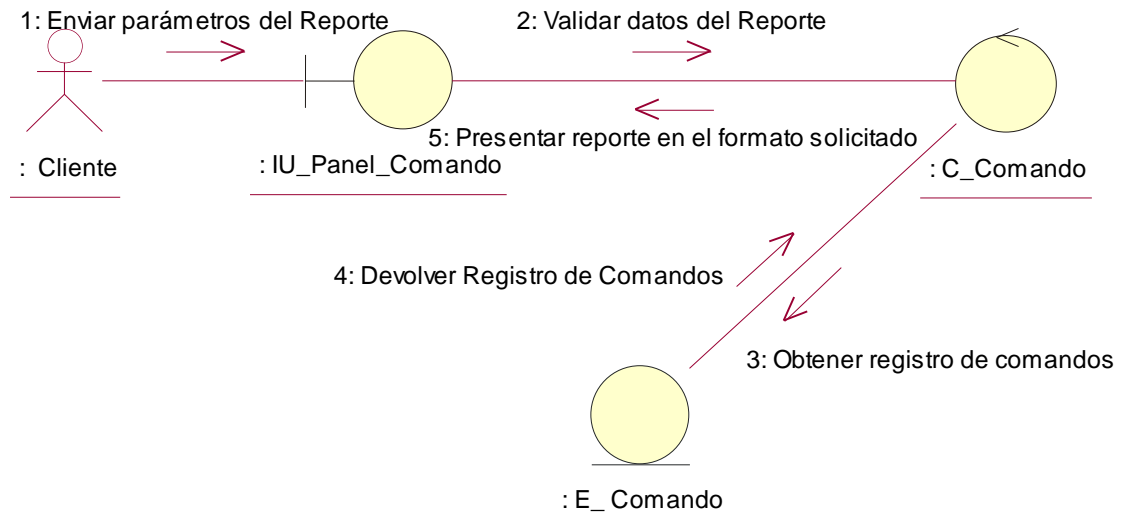 1: Enviar parámetros del Reporte
2: Validar datos del Reporte
5: Presentar reporte en el formato solicitado
: Cliente
: IU_Panel_Comando
: C_Comando
4: Devolver Registro de Comandos
3: Obtener registro de comandos
: E_ Comando